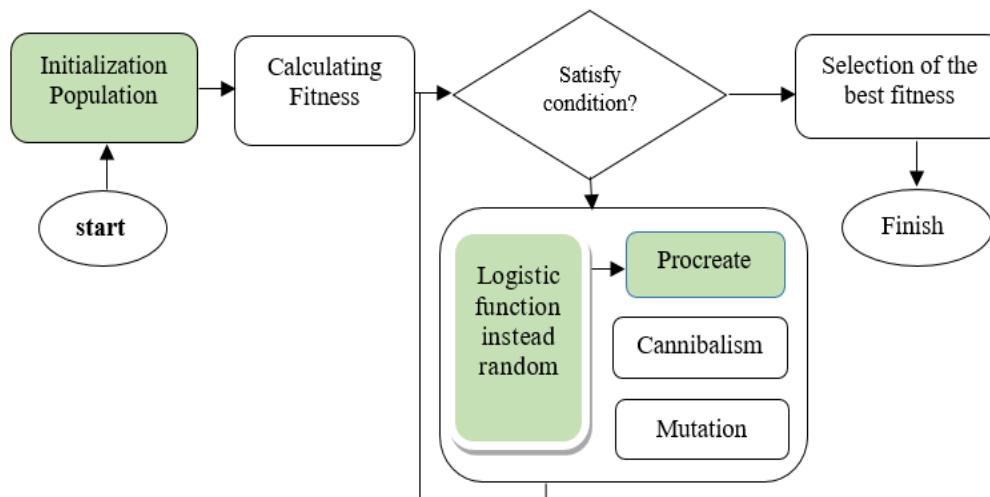 Initialization
Population
Calculating
Fitness
Satisfy
condition?
Selection of the
best fitness
start
Finish
Logistic
function
instead
random
Procreate
Cannibalism
Mutation